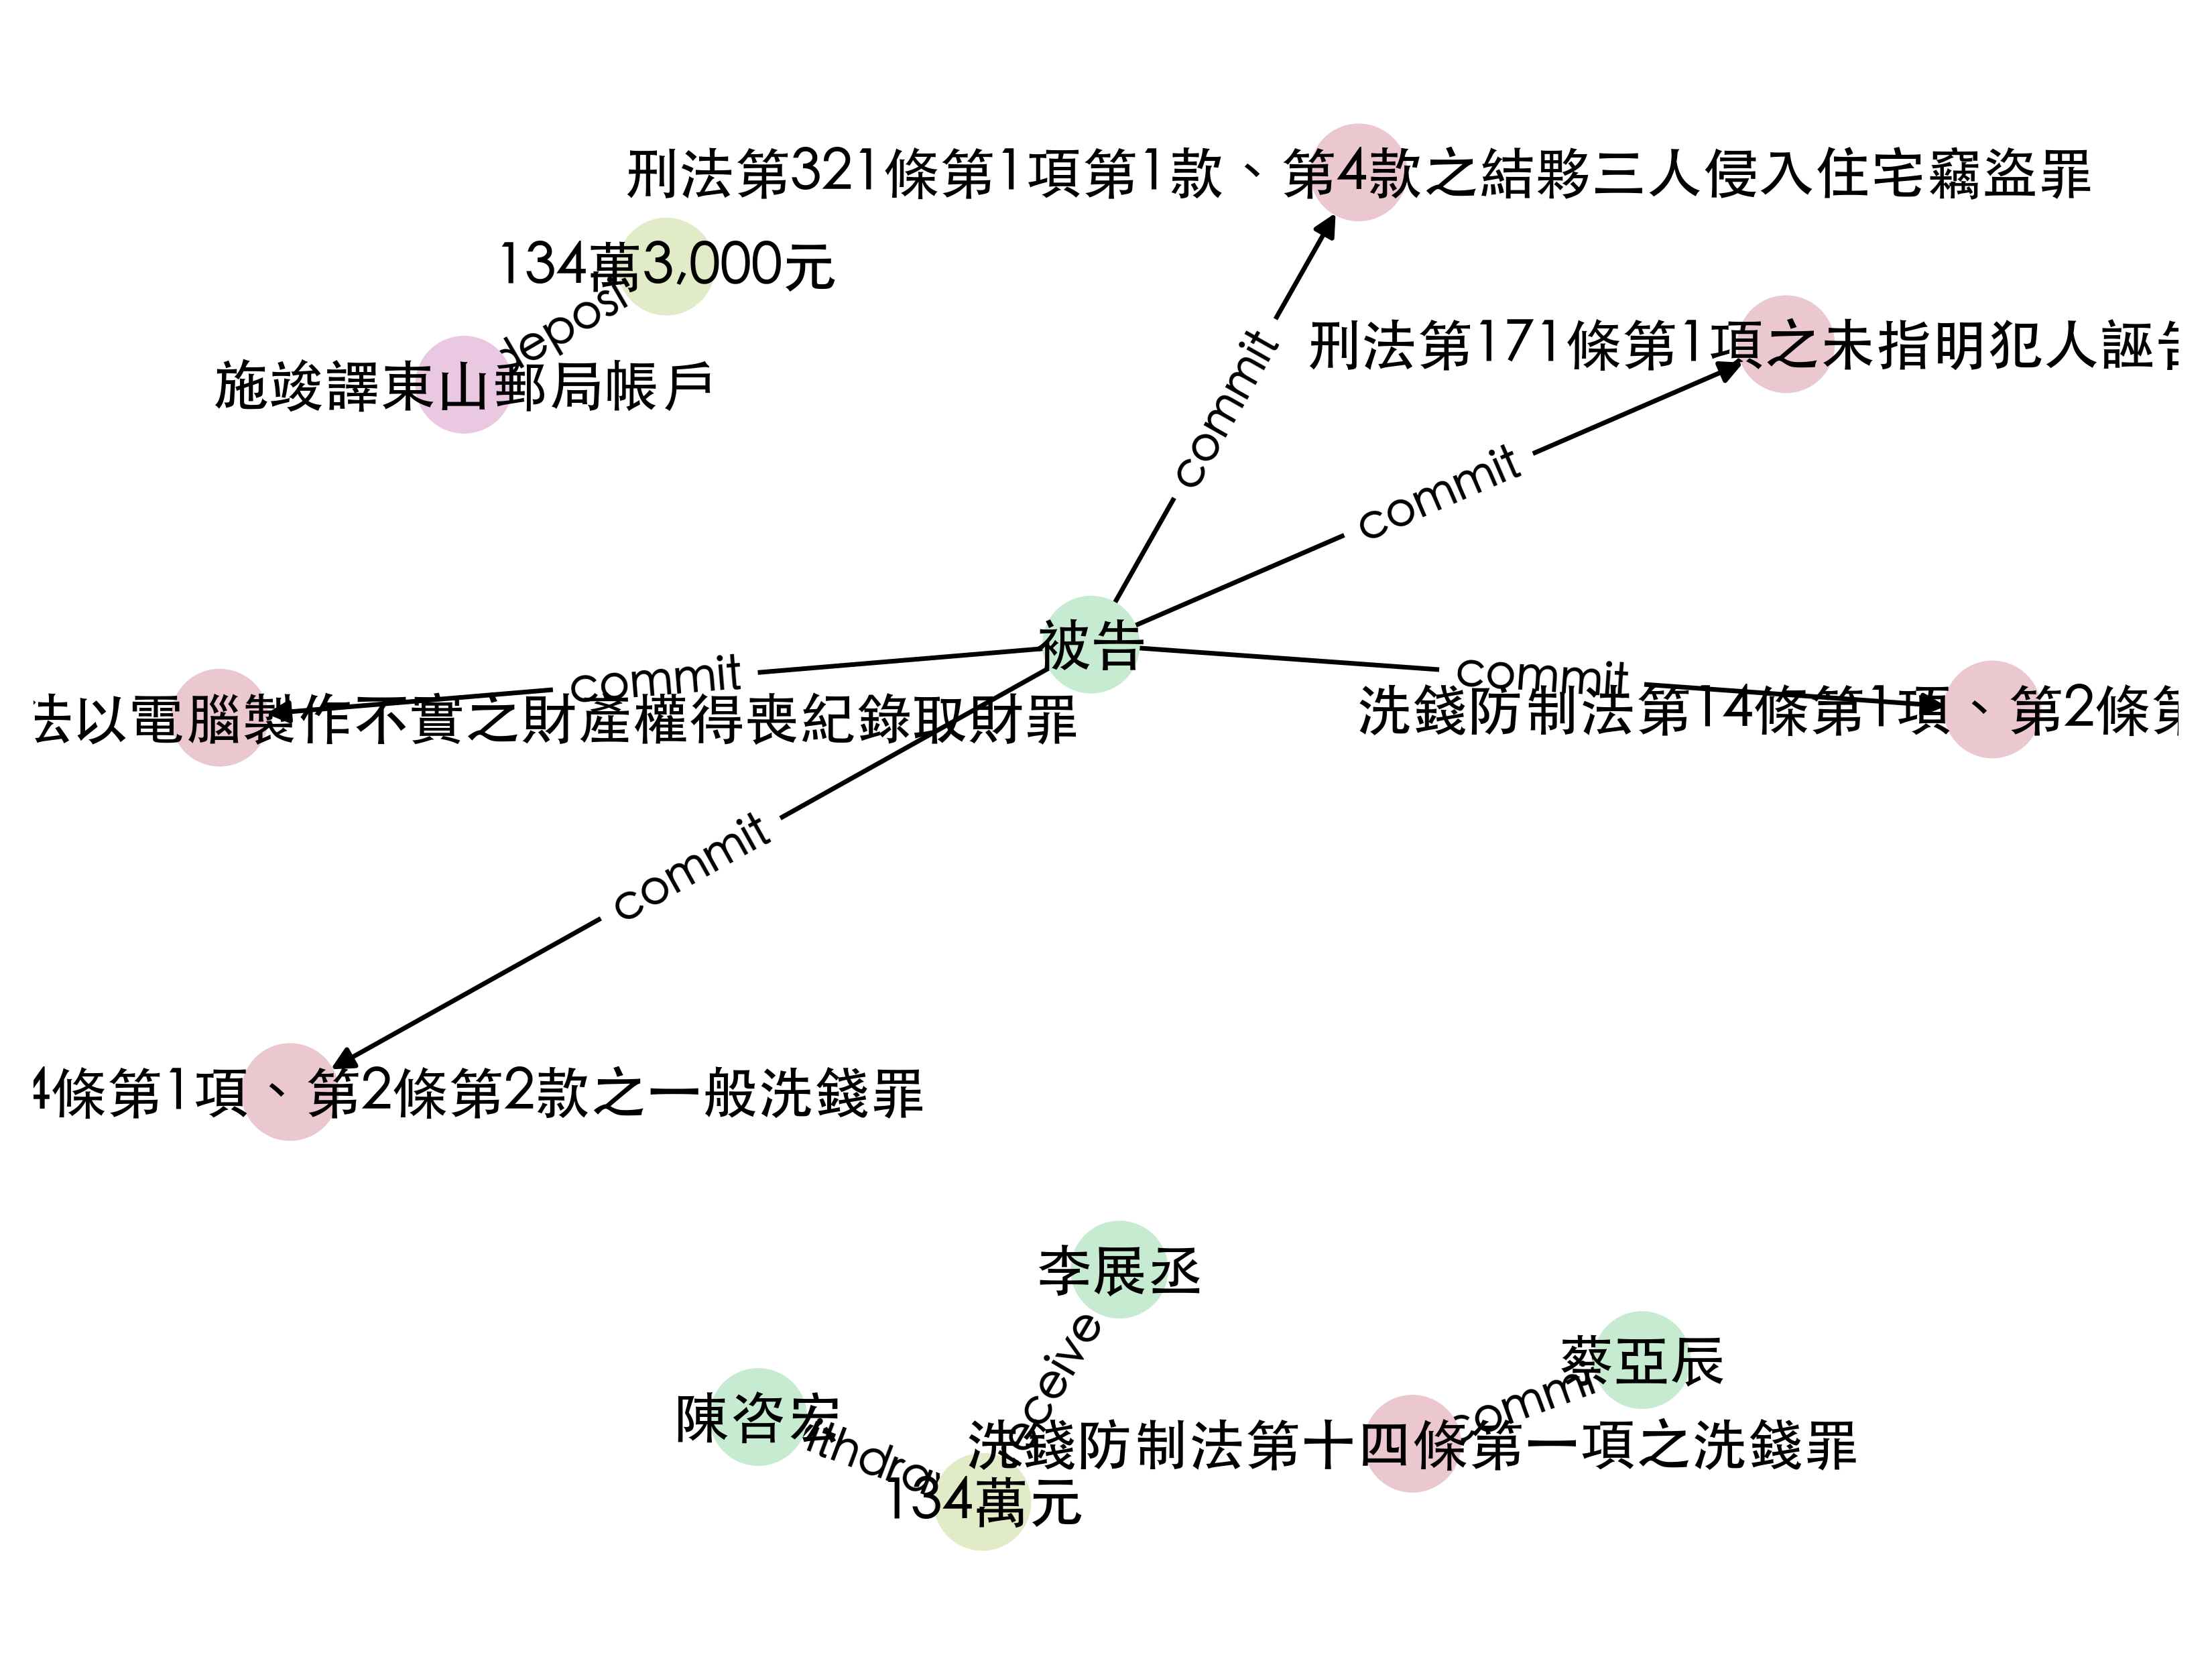 刑法第321條第1項第1款、第4款之結夥三人侵入住宅竊盜罪
134萬3,000元
deposi
刑法第171條第1項之未指明犯人誣
施竣譯東山郵局帳戶
commit
commit
被告
commit
commit
以電腦製作不實之財產權得喪紀錄取財罪
洗錢防制法第14條第1項、第2條
commit
4條第1項、第2條第2款之一般洗錢罪
李展丞
eceive
蔡亞辰
commi
陳咨宏
ithdra
洗錢防制法第十四條第一項之洗錢罪
134萬元